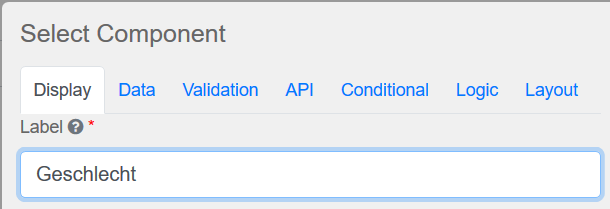 Select Component
Display Data Validation API Conditional Logic Layout
Label ? *
Geschlecht